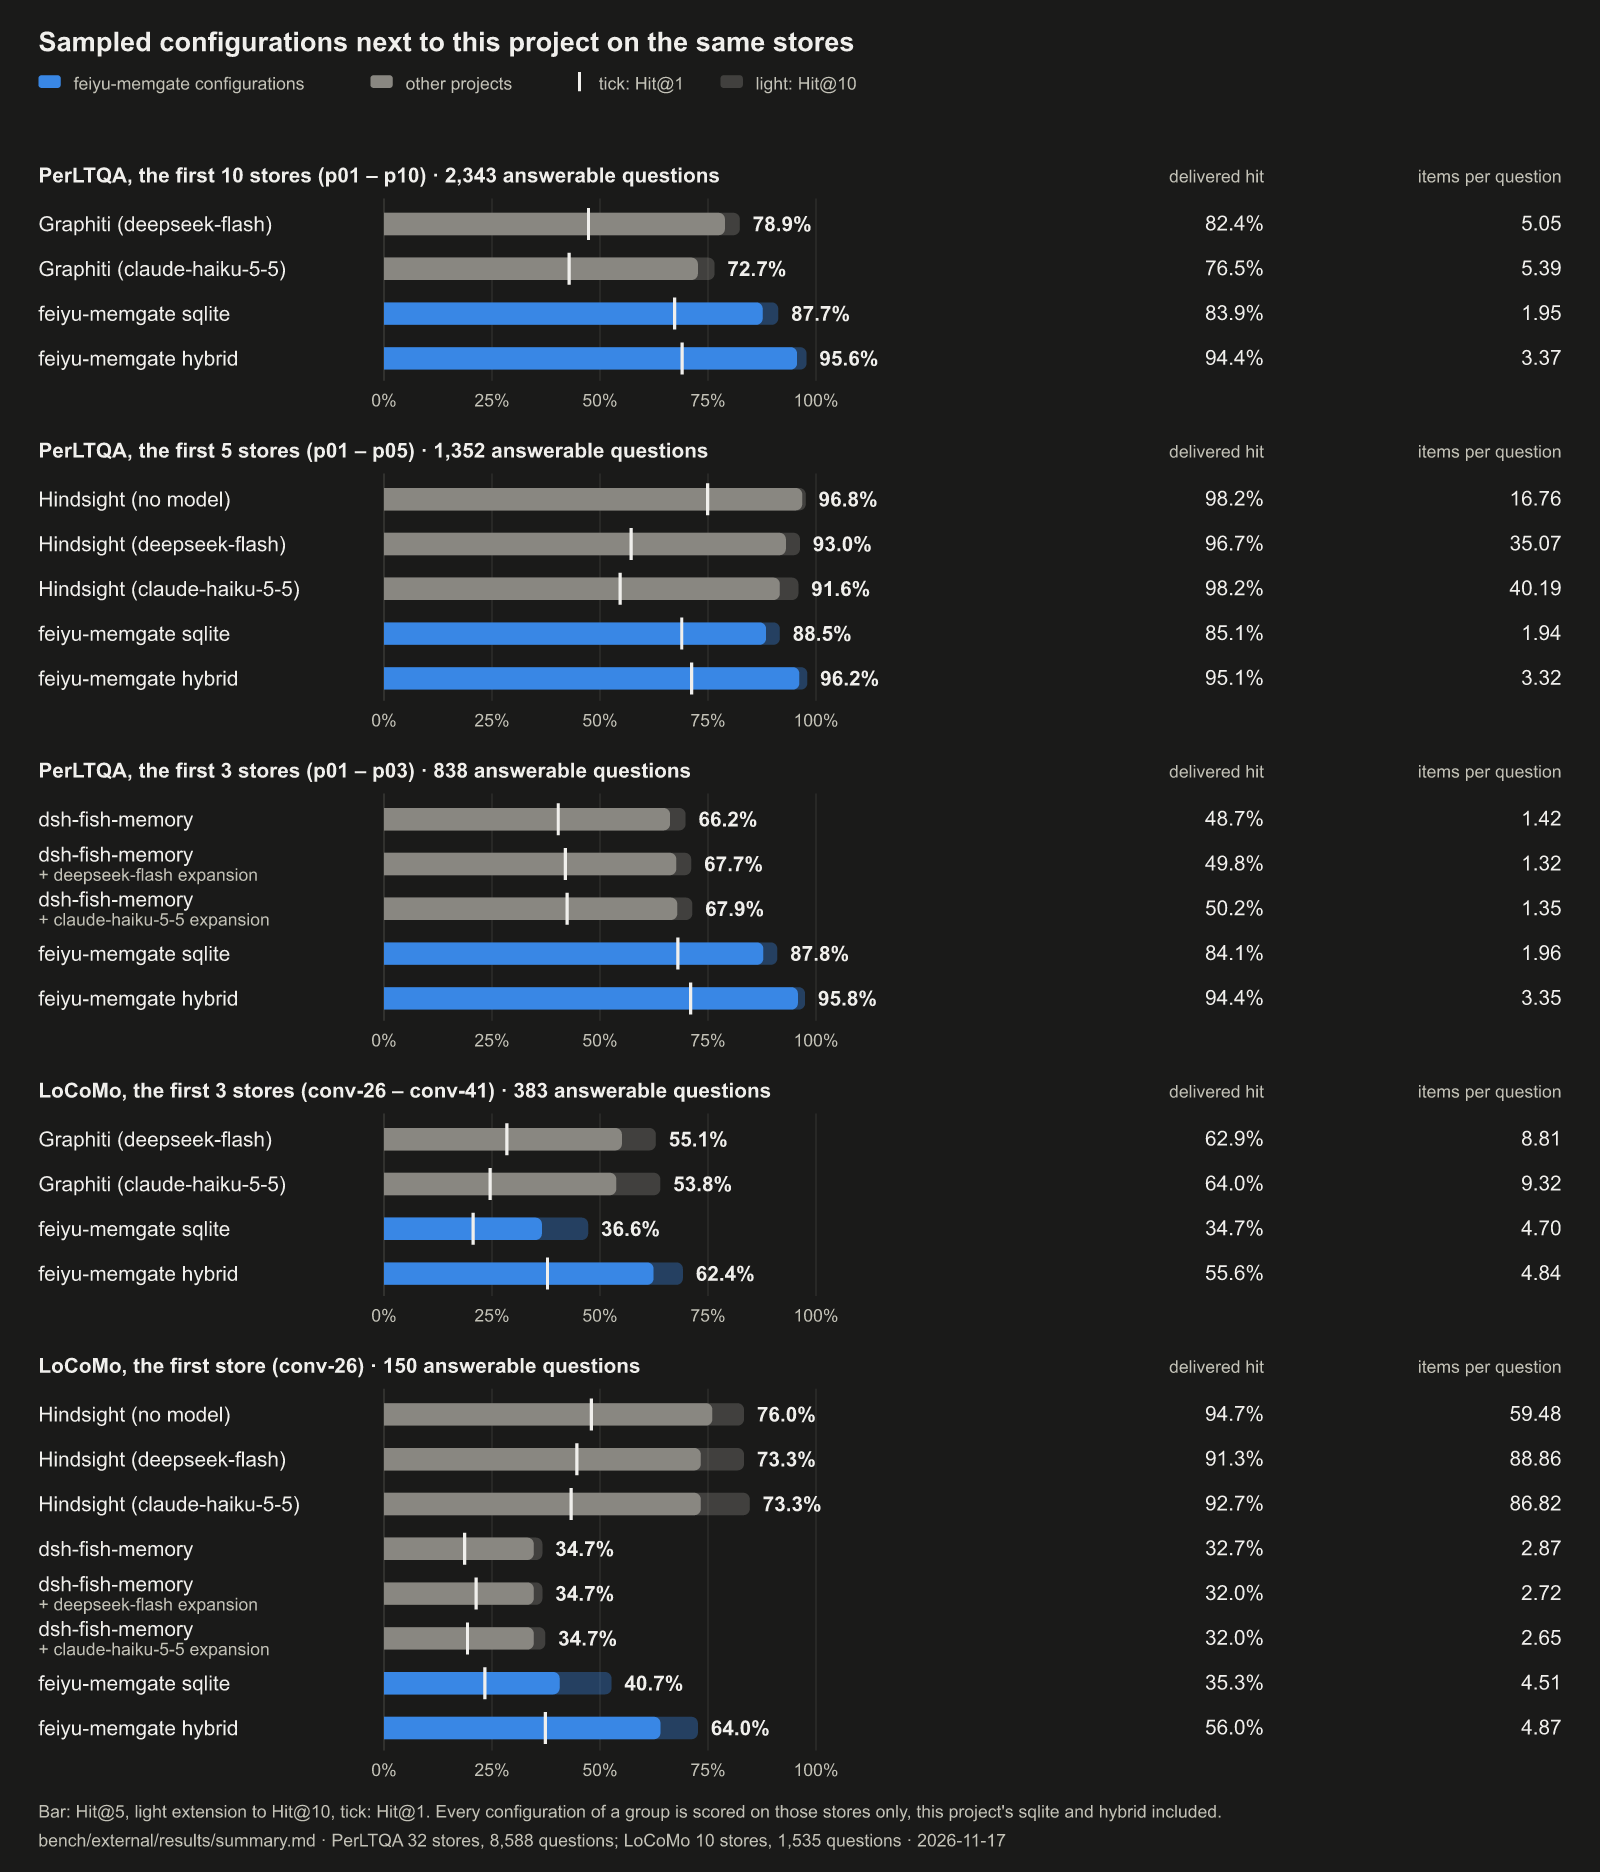 Sampled configurations next to this project on the same stores
feiyu-memgate configurations other projects tick: Hit@1 light: Hit@10
PerLTQA, the first 10 stores (p01 – p10) · 2,343 answerable questions delivered hit items per question
Graphiti (deepseek-flash) 78.9% 82.4% 5.05
Graphiti (claude-haiku-5-5) 72.7% 76.5% 5.39
feiyu-memgate sqlite 87.7% 83.9% 1.95
feiyu-memgate hybrid 95.6% 94.4% 3.37
0% 25% 50% 75% 100%
PerLTQA, the first 5 stores (p01 – p05) · 1,352 answerable questions delivered hit items per question
Hindsight (no model) 96.8% 98.2% 16.76
Hindsight (deepseek-flash) 93.0% 96.7% 35.07
Hindsight (claude-haiku-5-5) 91.6% 98.2% 40.19
feiyu-memgate sqlite 88.5% 85.1% 1.94
feiyu-memgate hybrid 96.2% 95.1% 3.32
0% 25% 50% 75% 100%
PerLTQA, the first 3 stores (p01 – p03) · 838 answerable questions delivered hit items per question
dsh-fish-memory 66.2% 48.7% 1.42
dsh-fish-memory 67.7% 49.8% 1.32
+ deepseek-flash expansion
dsh-fish-memory 67.9% 50.2% 1.35
+ claude-haiku-5-5 expansion
feiyu-memgate sqlite 87.8% 84.1% 1.96
feiyu-memgate hybrid 95.8% 94.4% 3.35
0% 25% 50% 75% 100%
LoCoMo, the first 3 stores (conv-26 – conv-41) · 383 answerable questions delivered hit items per question
Graphiti (deepseek-flash) 55.1% 62.9% 8.81
Graphiti (claude-haiku-5-5) 53.8% 64.0% 9.32
feiyu-memgate sqlite 36.6% 34.7% 4.70
feiyu-memgate hybrid 62.4% 55.6% 4.84
0% 25% 50% 75% 100%
LoCoMo, the first store (conv-26) · 150 answerable questions delivered hit items per question
Hindsight (no model) 76.0% 94.7% 59.48
Hindsight (deepseek-flash) 73.3% 91.3% 88.86
Hindsight (claude-haiku-5-5) 73.3% 92.7% 86.82
dsh-fish-memory 34.7% 32.7% 2.87
dsh-fish-memory 34.7% 32.0% 2.72
+ deepseek-flash expansion
dsh-fish-memory 34.7% 32.0% 2.65
+ claude-haiku-5-5 expansion
feiyu-memgate sqlite 40.7% 35.3% 4.51
feiyu-memgate hybrid 64.0% 56.0% 4.87
0% 25% 50% 75% 100%
Bar: Hit@5, light extension to Hit@10, tick: Hit@1. Every configuration of a group is scored on those stores only, this project's sqlite and hybrid included.
bench/external/results/summary.md · PerLTQA 32 stores, 8,588 questions; LoCoMo 10 stores, 1,535 questions · 2026-11-17